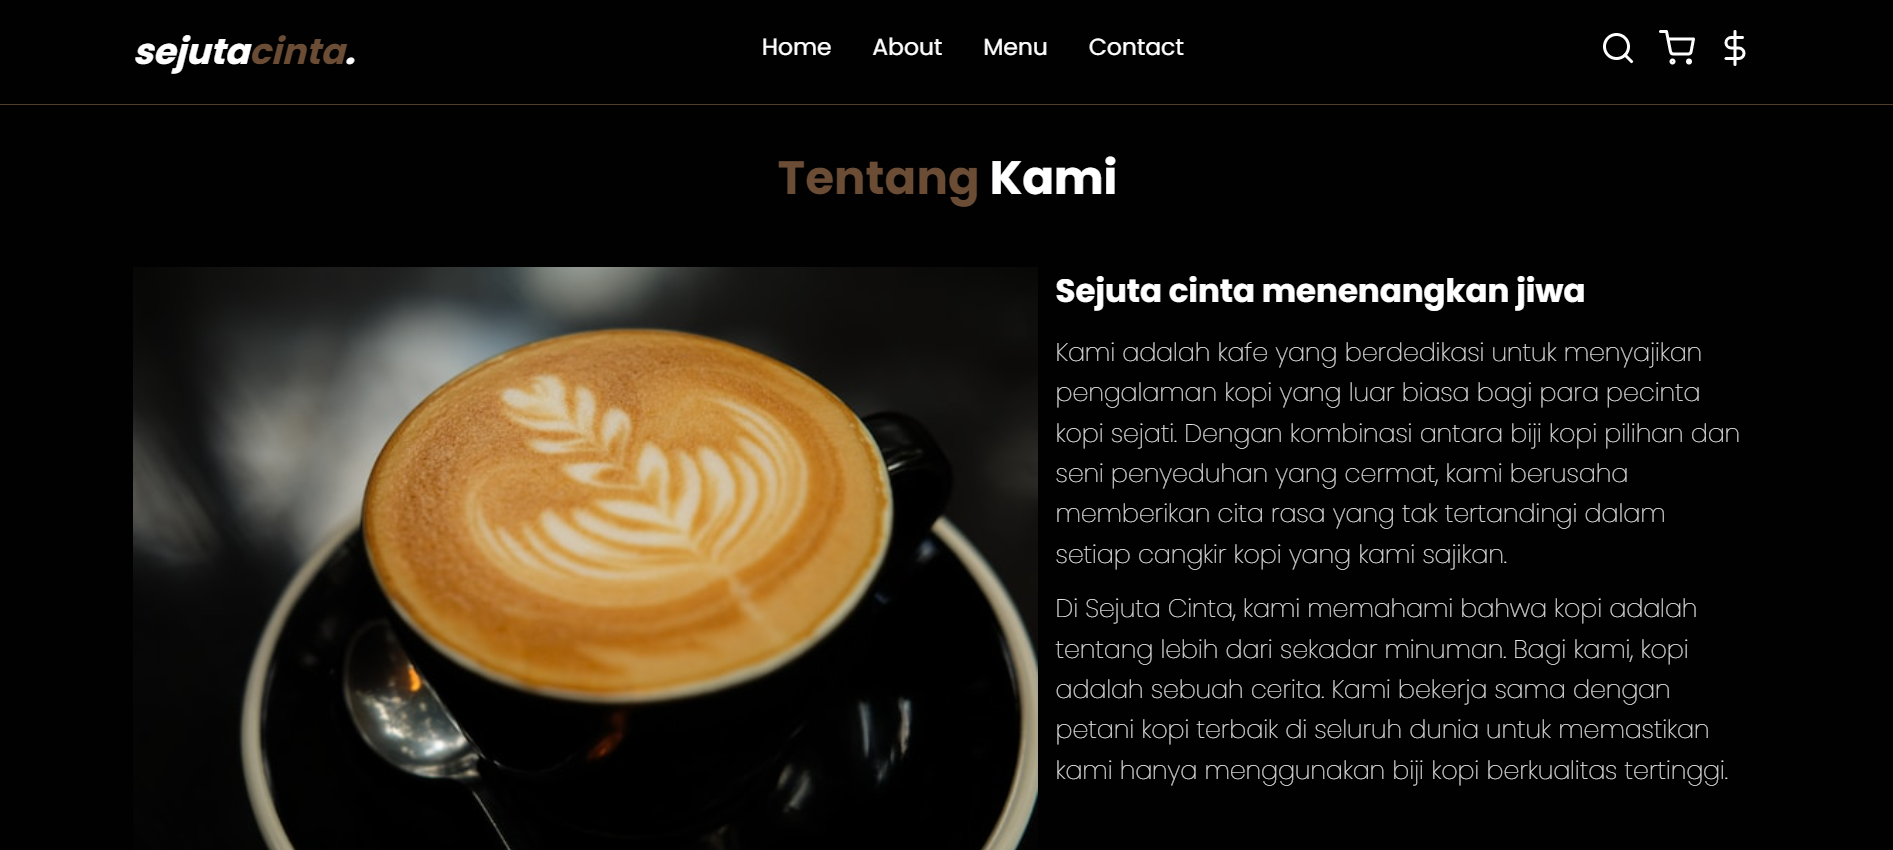 sejutacinta.
Home About Menu Contact
Tentang Kami
Sejuta cinta menenangkan jiwa
Kami adalah kafe yang berdedikasi untuk menyajikan
pengalaman kopi yang luar biasa bagi para pecinta
kopi sejati. Dengan kombinasi antara biji kopi pilihan dan
seni penyeduhan yang cermat, kami berusaha
memberikan cita rasa yang tak tertandingi dalam
setiap cangkir kopi yang kami sajikan.
Di Sejuta Cinta, kami memahami bahwa kopi adalah
tentang lebih dari sekadar minuman. Bagi kami, kopi
adalah sebuah cerita. Kami bekerja sama dengan
petani kopi terbaik di seluruh dunia untuk memastikan
kami hanya menggunakan biji kopi berkualitas tertinggi.